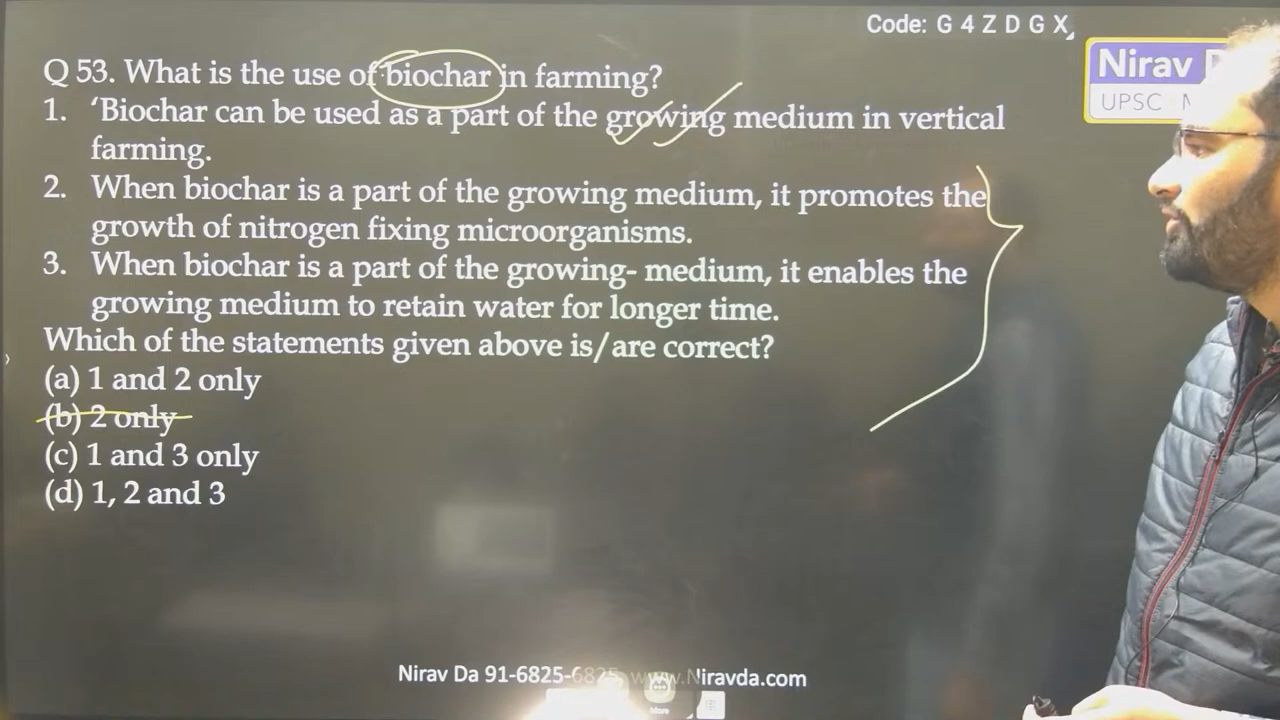 Code: G 4 Z D G X
Nirav D
UPSC
Q 53. What is the use of biochar in farming?
1. ‘Biochar can be used as a part of the growing medium in vertical
farming.
2. When biochar is a part of the growing medium, it promotes the
growth of nitrogen fixing microorganisms.
3. When biochar is a part of the growing- medium, it enables the
growing medium to retain water for longer time.
Which of the statements given above is/are correct?
(a) 1 and 2 only
(b) 2 only
(c) 1 and 3 only
(d) 1, 2 and 3
Nirav Da 91-6825-6825 www.Niravda.com
More